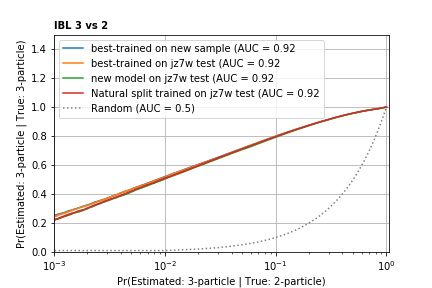 IBL 3 vs 2
Pr(Estimated: 3-particle | True: 3-particle)
1.4
1.2
1.0
0.8
0.6
0.4
0.2
0.0
best-trained on new sample (AUC = 0.92
best-trained on jz7w test (AUC = 0.92
new model on jz7w test (AUC = 0.92
Natural split trained on jz7w test (AUC = 0.92
Random (AUC = 0.5)
10⁻³ 10⁻² 10⁻¹ 10⁰
Pr(Estimated: 3-particle | True: 2-particle)